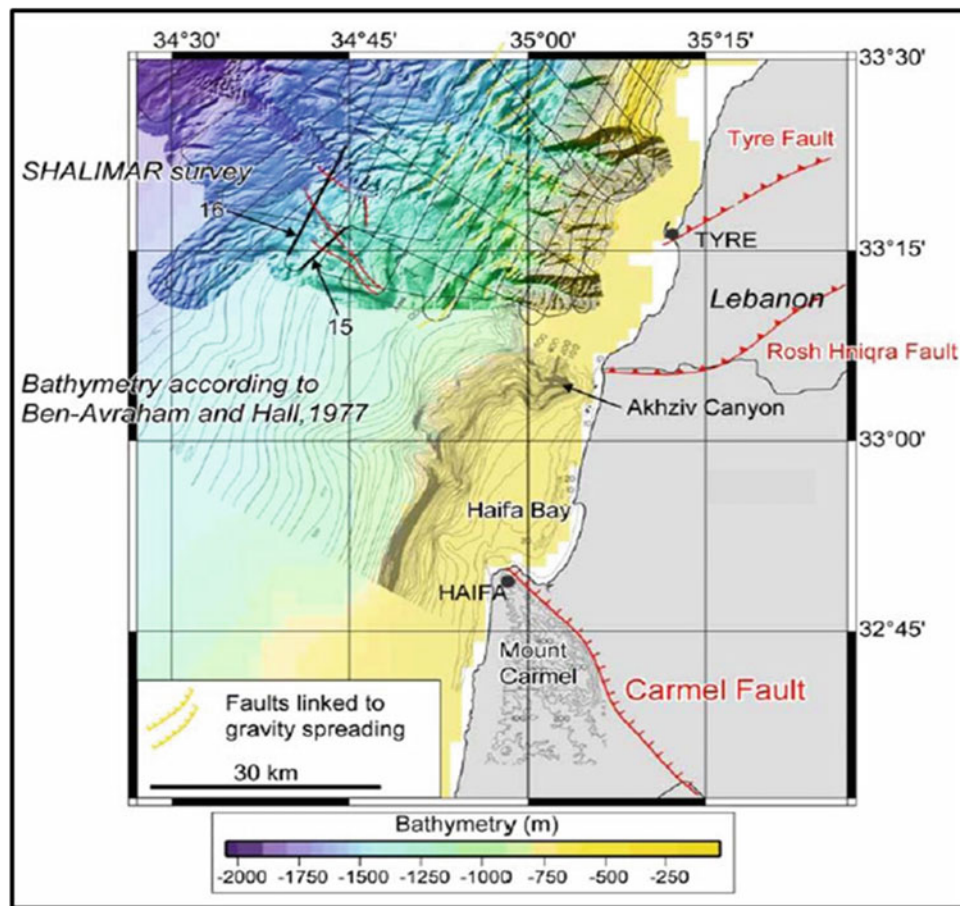 34°30' 34°45' 35°00' 35°15'
33°30'
Tyre Fault
SHALIMAR survey
16
TYRE
33°15'
Lebanon
15
Rosh Hniqra Fault
Bathymetry according to
Ben-Avraham and Hall,1977
Akhziv Canyon
33°00'
Haifa Bay
HAIFA
32°45'
Mount
Carmel
Carmel Fault
Faults linked to
gravity spreading
30 km
Bathymetry (m)
-2000 -1750 -1500 -1250 -1000 -750 -500 -250